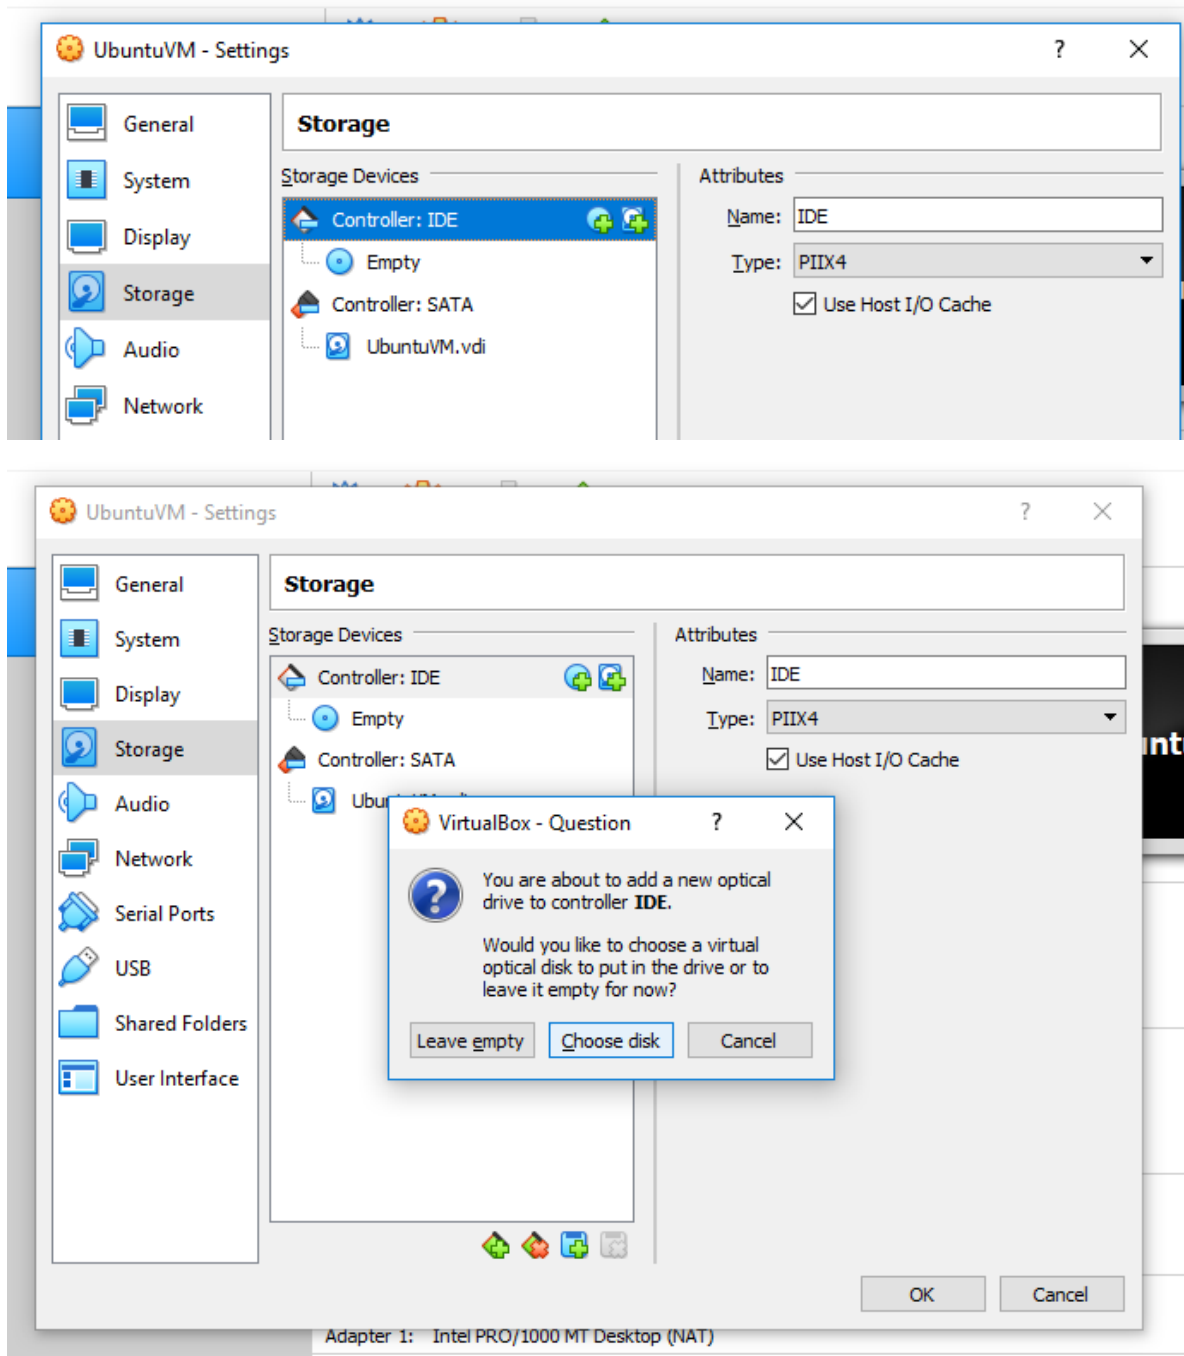 UbuntuVM - Settings
?
General
System
Display
Storage
Audio
Network
Storage
Storage Devices
Controller: IDE
Empty
Controller: SATA
UbuntuVM.vdi
Attributes
Name: IDE
Type: PIIX4
Use Host I/O Cache
UbuntuVM - Settings
?
General
System
Display
Storage
Audio
Network
Serial Ports
USB
Shared Folders
User Interface
Storage
Storage Devices
Controller: IDE
Empty
Controller: SATA
Attributes
Name: IDE
Type: PIIX4
Use Host I/O Cache
VirtualBox - Question
?
You are about to add a new optical
drive to controller IDE.
Would you like to choose a virtual
optical disk to put in the drive or to
leave it empty for now?
Leave empty
Choose disk
Cancel
OK
Cancel
Adapter 1: Intel PRO/1000 MT Desktop (NAT)